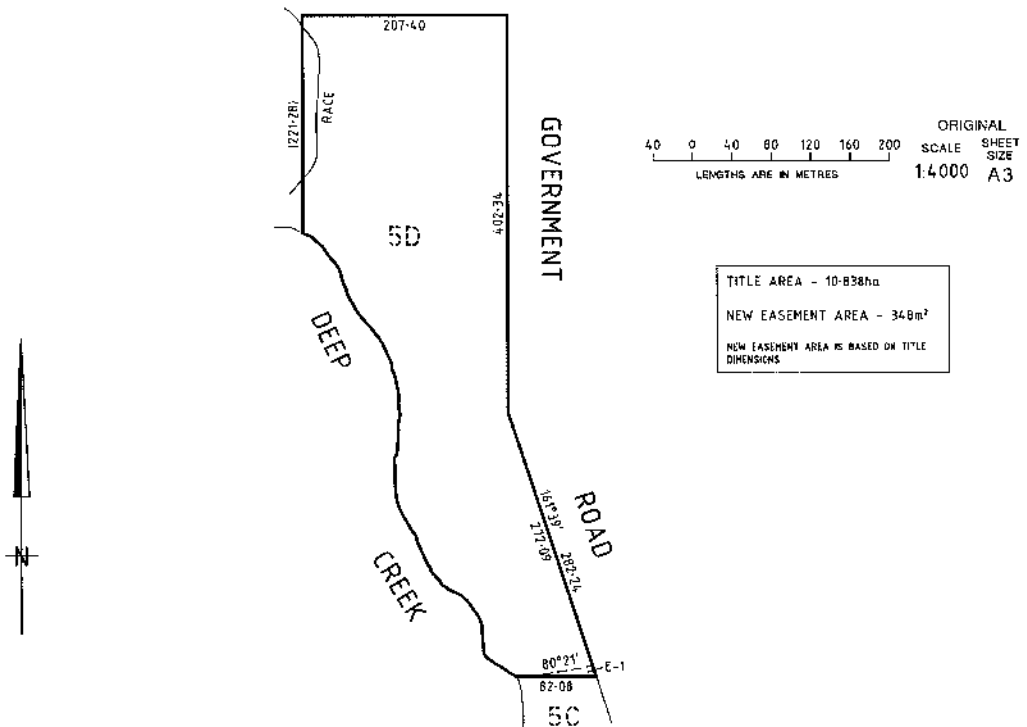 207·40
(221·28)
RACE
GOVERNMENT
402·34
5D
DEEP
CREEK
161°39'
272·09
282·24
ROAD
80°21'
E-1
82·08
5C
N
40 0 40 80 120 160 200
LENGTHS ARE IN METRES
ORIGINAL
SCALE
SHEET
SIZE
1:4000
A3
TITLE AREA - 10·838ha
NEW EASEMENT AREA - 348m²
NEW EASEMENT AREA IS BASED ON TITLE
DIMENSIONS